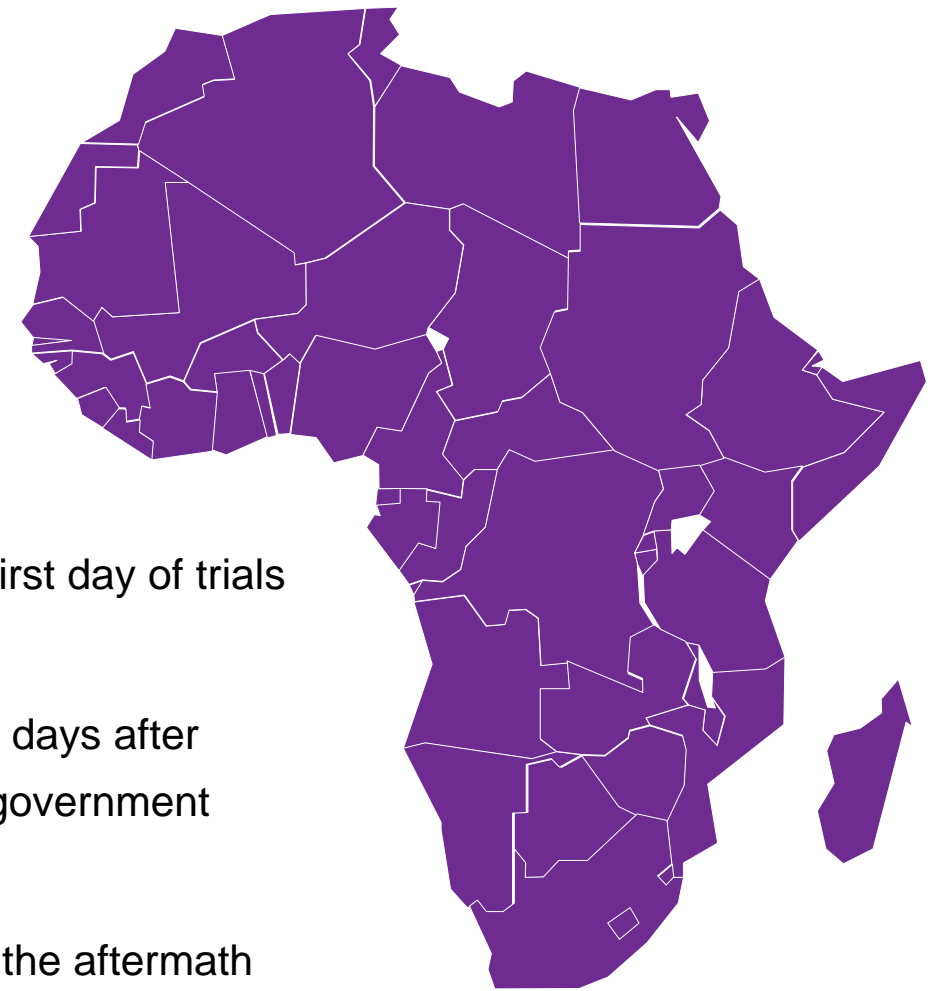 irst day of trials
days after
government
the aftermath